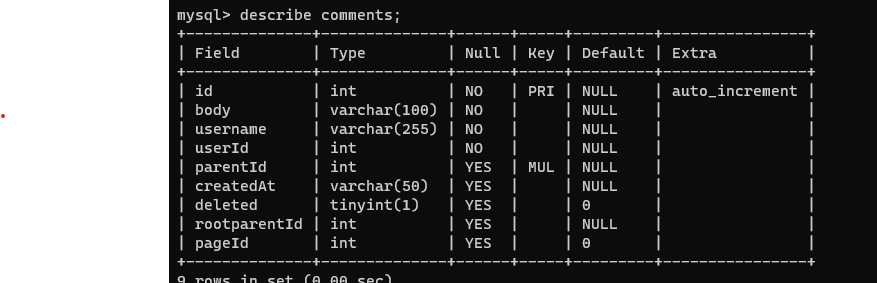 mysql> describe comments;
+--------------+--------------+------+-----+---------+----------------+
| Field        | Type         | Null | Key | Default | Extra          |
+--------------+--------------+------+-----+---------+----------------+
| id           | int          | NO   | PRI | NULL    | auto_increment |
| body         | varchar(100) | NO   |     | NULL    |                |
| username     | varchar(255) | NO   |     | NULL    |                |
| userId       | int          | NO   |     | NULL    |                |
| parentId     | int          | YES  | MUL | NULL    |                |
| createdAt    | varchar(50)  | YES  |     | NULL    |                |
| deleted      | tinyint(1)   | YES  |     | 0       |                |
| rootparentId | int          | YES  |     | NULL    |                |
| pageId       | int          | YES  |     | 0       |                |
+--------------+--------------+------+-----+---------+----------------+
9 rows in set (0.00 sec)